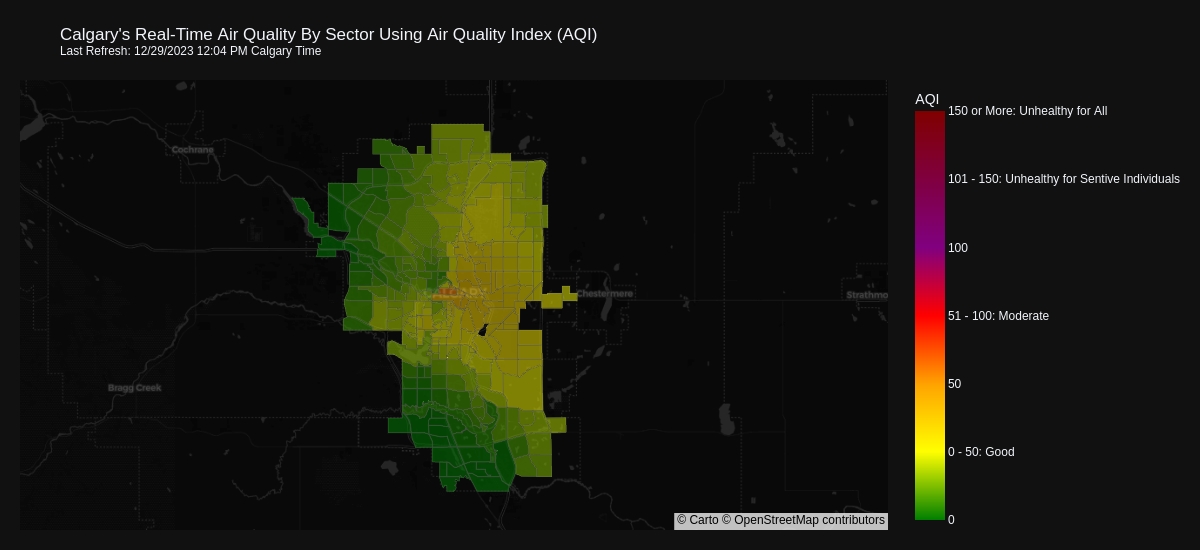 Calgary's Real-Time Air Quality By Sector Using Air Quality Index (AQI)
Last Refresh: 12/29/2023 12:04 PM Calgary Time
AQI
150 or More: Unhealthy for All
Cochrane
101 - 150: Unhealthy for Sentive Individuals
100
Chestermere
Strathmo
51 - 100: Moderate
50
Bragg Creek
0 - 50: Good
0
© Carto © OpenStreetMap contributors